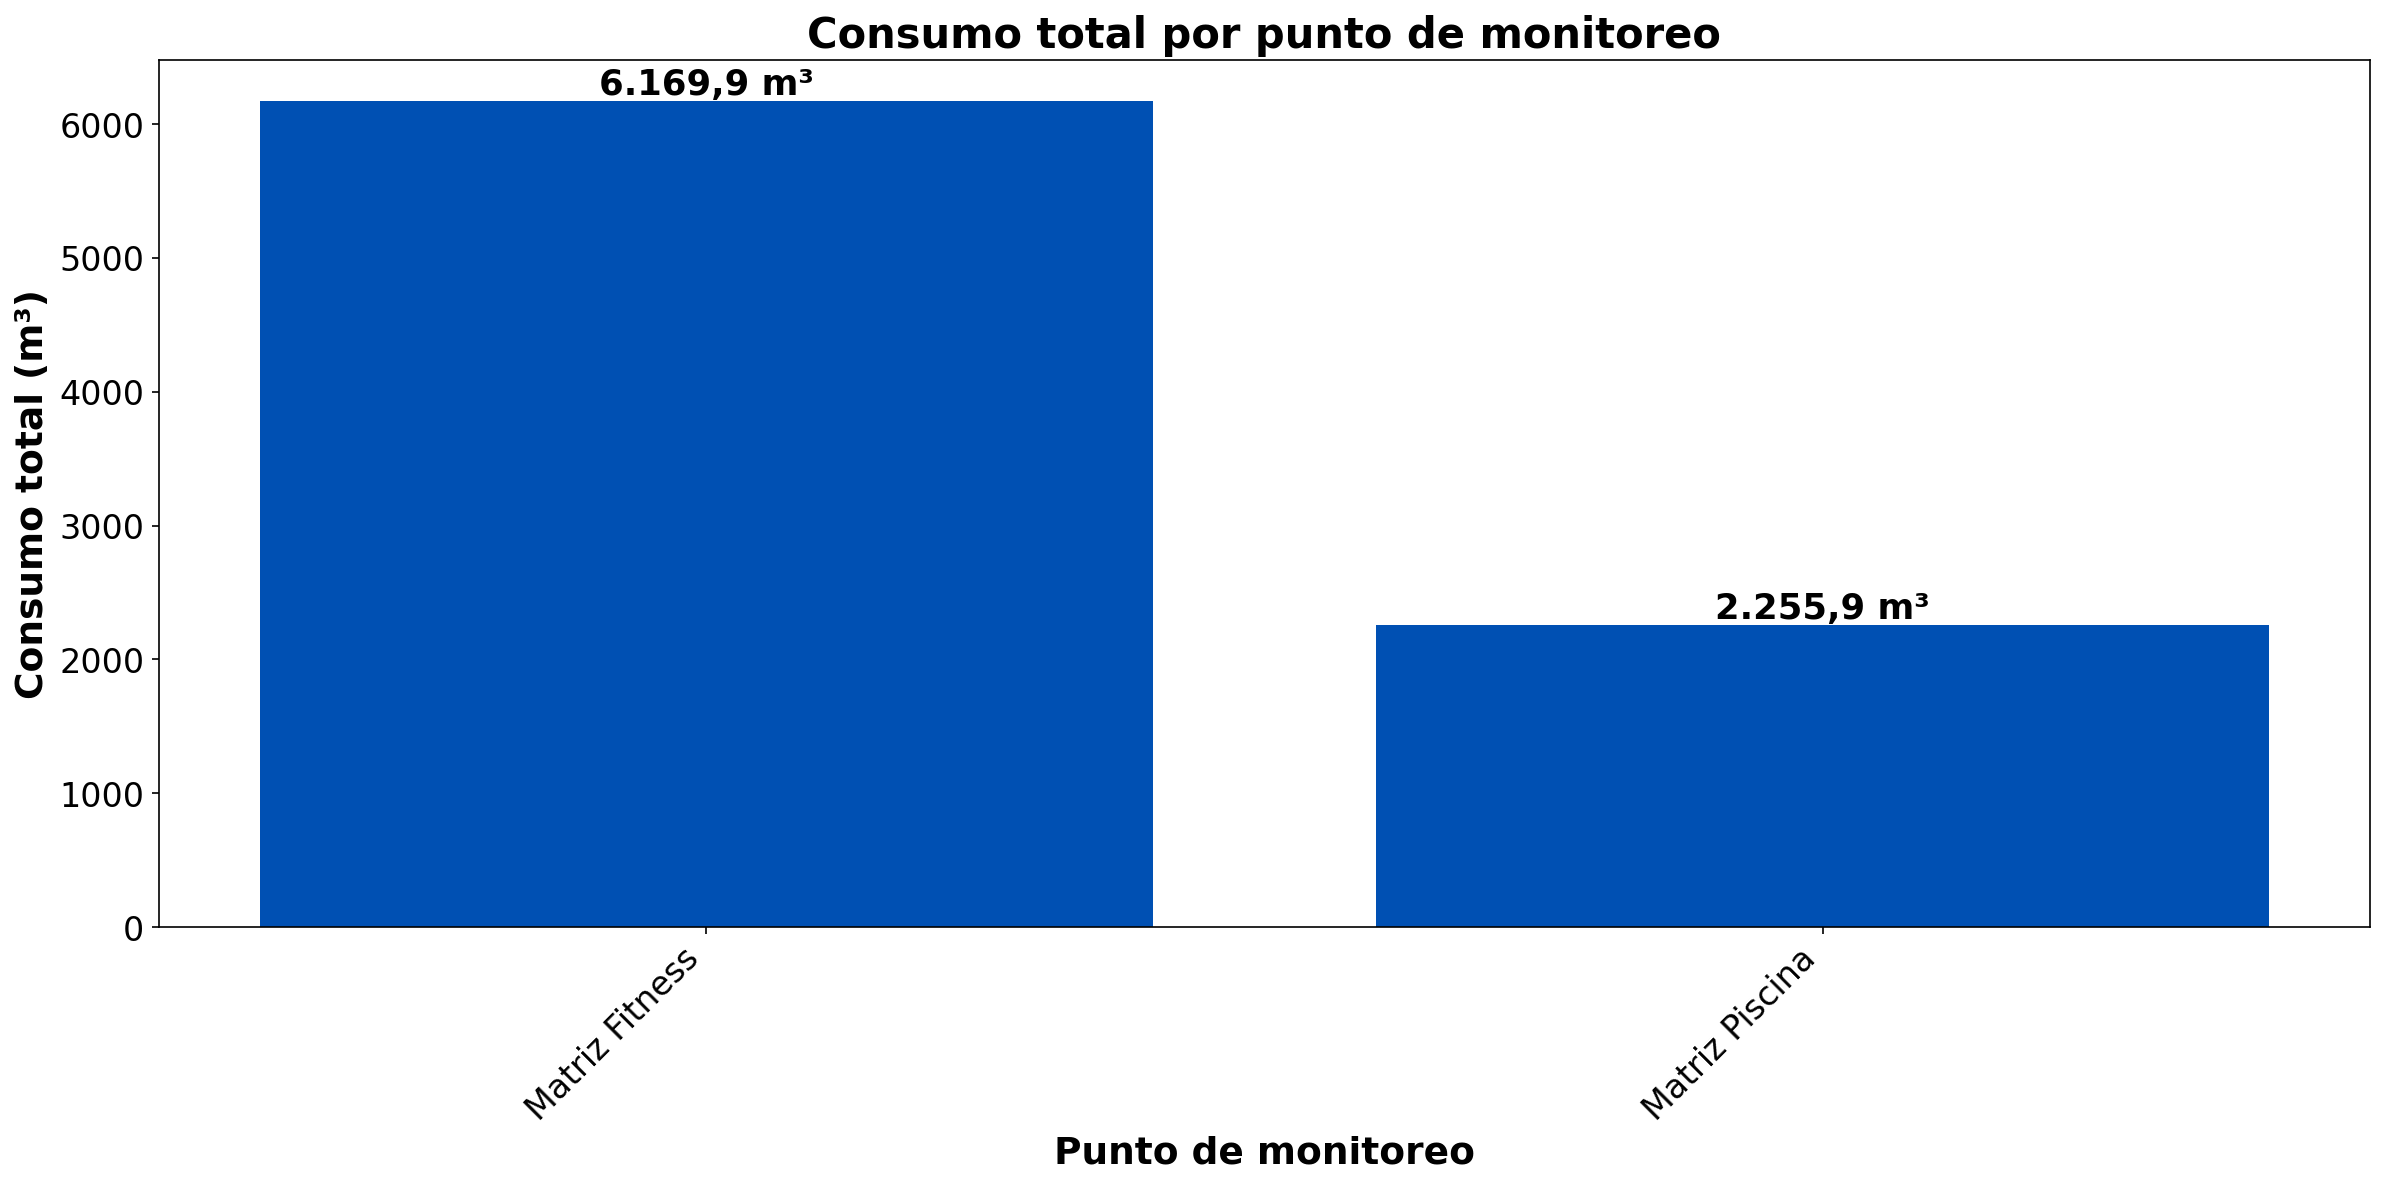 Consumo total por punto de monitoreo
6.169,9 m³
2.255,9 m³
Consumo total (m³)
6000
5000
4000
3000
2000
1000
0
Matriz Fitness
Matriz Piscina
Punto de monitoreo